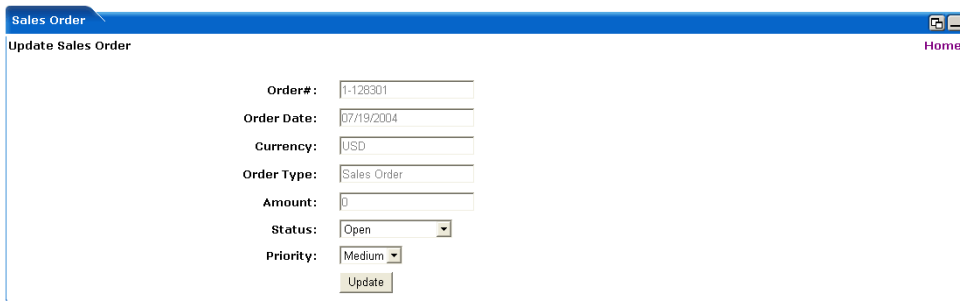 Sales Order
Update Sales Order Home
Order#: 1-128301
Order Date: 07/19/2004
Currency: USD
Order Type: Sales Order
Amount: 0
Status: Open
Priority: Medium
Update